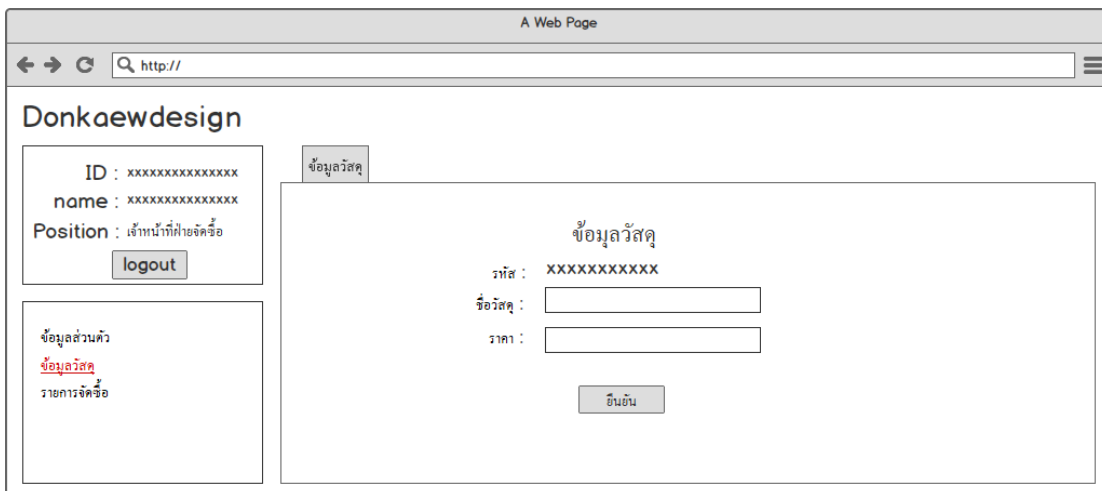 A Web Page
http://
Donkaewdesign
ID : xxxxxxxxxxxxxxx
name : xxxxxxxxxxxxxxx
Position : เจ้าหน้าที่ฝ่ายจัดซื้อ
logout
ข้อมูลส่วนตัว
ข้อมูลวัสดุ
รายการจัดซื้อ
ข้อมูลวัสดุ
ข้อมูลวัสดุ
รหัส : xxxxxxxxxxx
ชื่อวัสดุ :
ราคา :
ยืนยัน